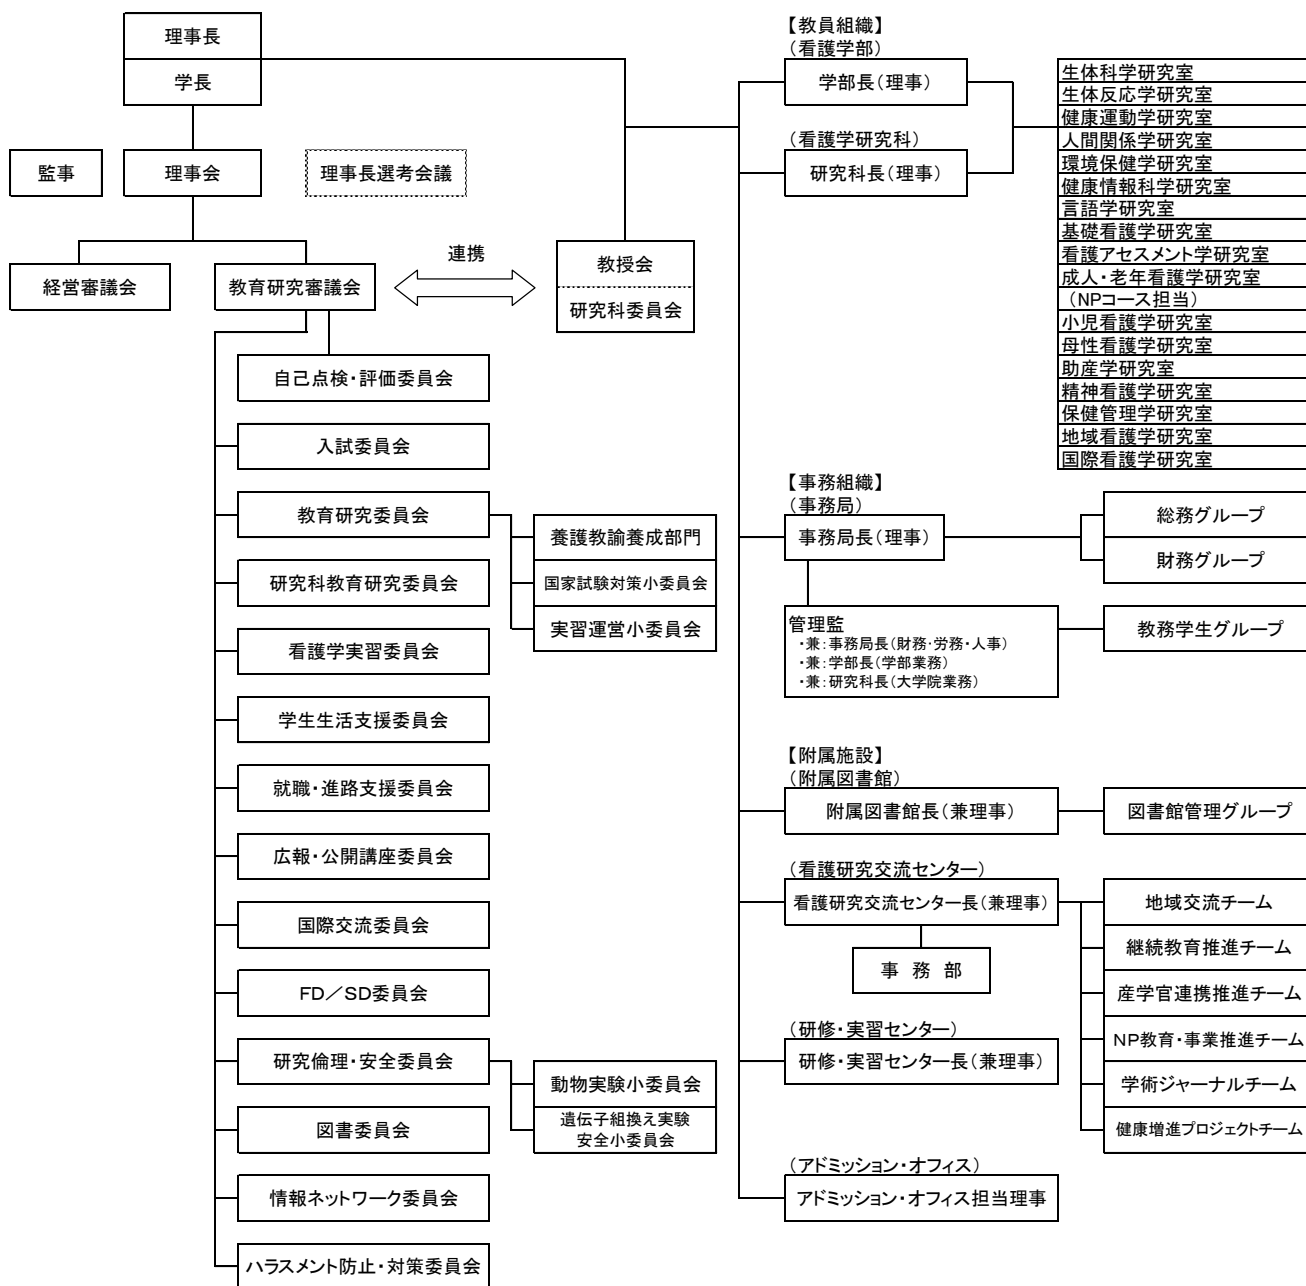 理事長
学長
監事
理事会
理事長選考会議
経営審議会
教育研究審議会
連携
教授会
研究科委員会
自己点検・評価委員会
入試委員会
教育研究委員会
養護教諭養成部門
国家試験対策小委員会
実習運営小委員会
研究科教育研究委員会
看護学実習委員会
学生生活支援委員会
就職・進路支援委員会
広報・公開講座委員会
国際交流委員会
FD／SD委員会
研究倫理・安全委員会
動物実験小委員会
遺伝子組換え実験
安全小委員会
図書委員会
情報ネットワーク委員会
ハラスメント防止・対策委員会
【教員組織】
（看護学部）
学部長（理事）
（看護学研究科）
研究科長（理事）
生体科学研究室
生体反応学研究室
健康運動学研究室
人間関係学研究室
環境保健学研究室
健康情報科学研究室
言語学研究室
基礎看護学研究室
看護アセスメント学研究室
成人・老年看護学研究室
（NPコース担当）
小児看護学研究室
母性看護学研究室
助産学研究室
精神看護学研究室
保健管理学研究室
地域看護学研究室
国際看護学研究室
【事務組織】
（事務局）
事務局長（理事）
総務グループ
財務グループ
管理監
・兼：事務局長（財務・労務・人事）
・兼：学部長（学部業務）
・兼：研究科長（大学院業務）
教務学生グループ
【附属施設】
（附属図書館）
附属図書館長（兼理事）
図書館管理グループ
（看護研究交流センター）
看護研究交流センター長（兼理事）
事 務 部
地域交流チーム
継続教育推進チーム
産学官連携推進チーム
NP教育・事業推進チーム
学術ジャーナルチーム
健康増進プロジェクトチーム
（研修・実習センター）
研修・実習センター長（兼理事）
（アドミッション・オフィス）
アドミッション・オフィス担当理事